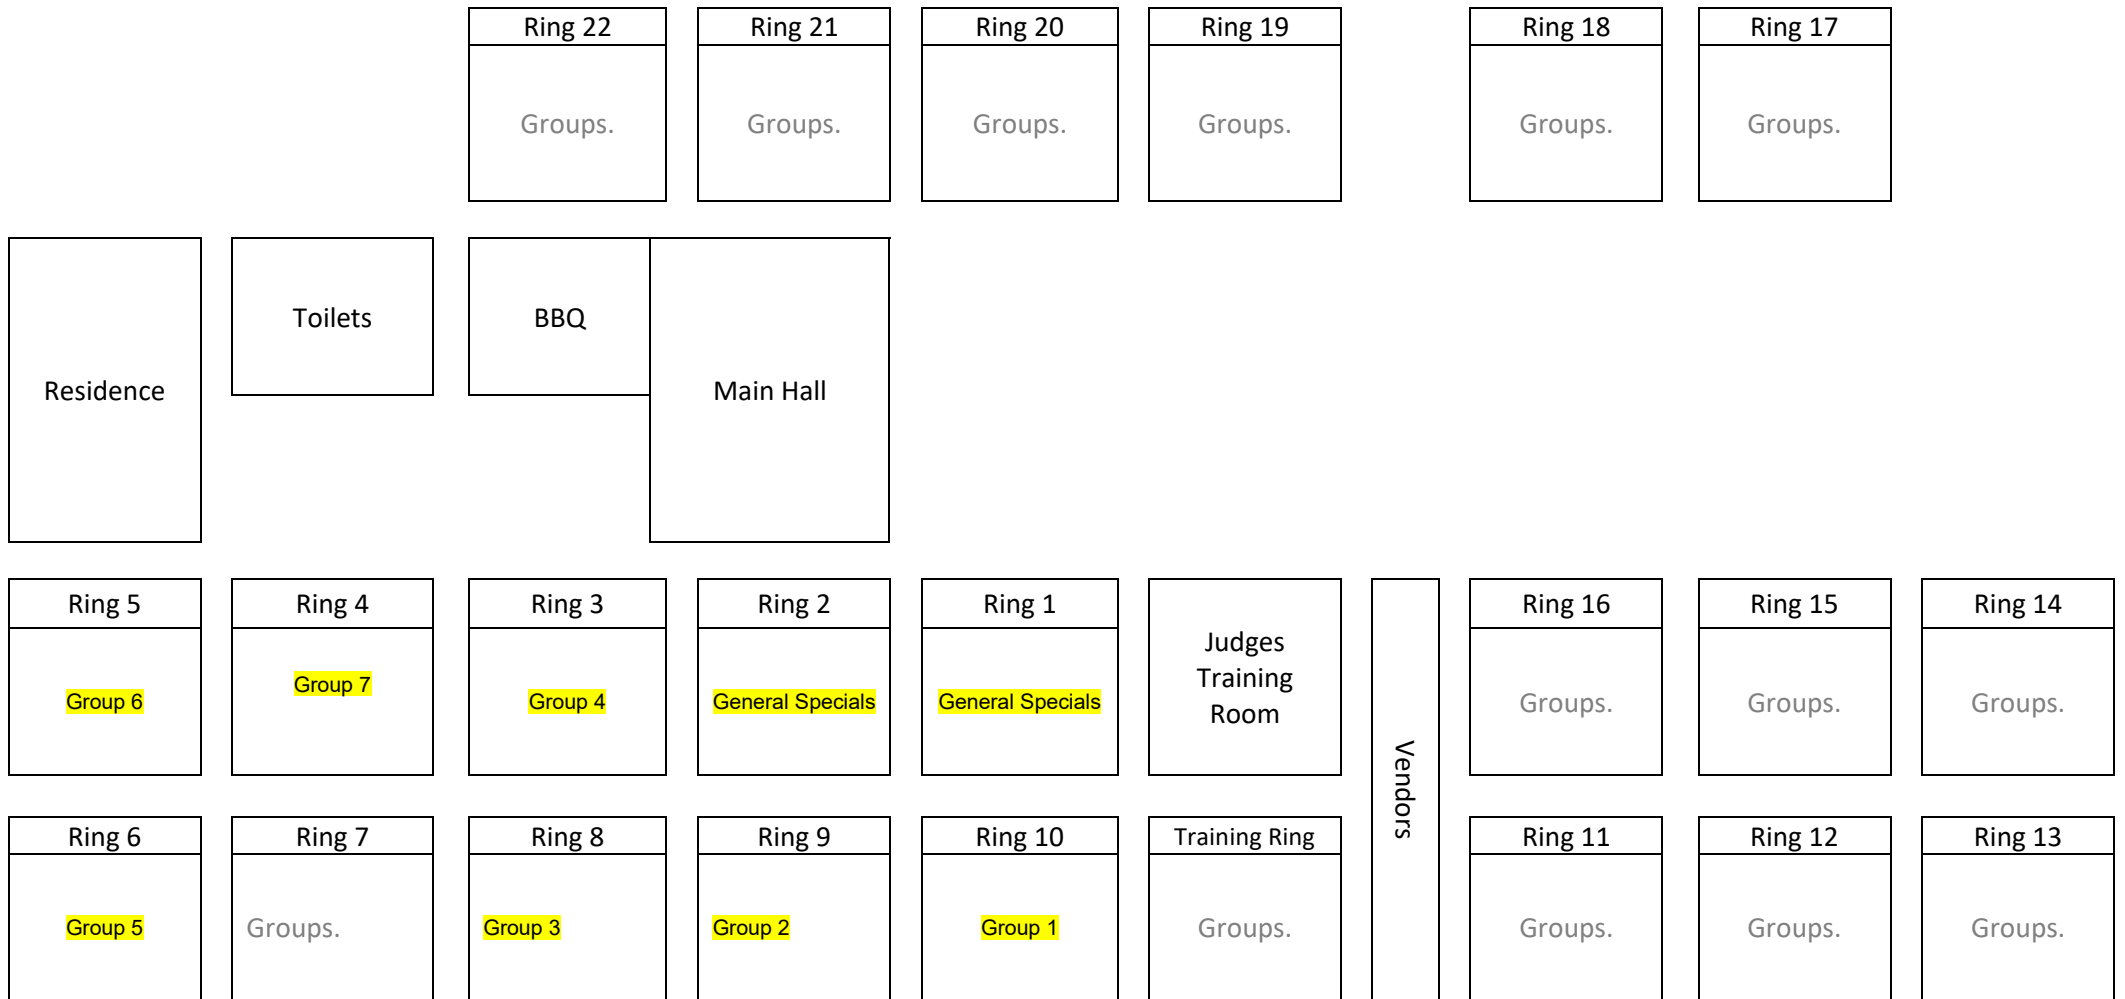 Ring 22
Ring 21
Ring 20
Ring 19
Ring 18
Ring 17
Groups.
Groups.
Groups.
Groups.
Groups.
Groups.
Residence
Toilets
BBQ
Main Hall
Ring 5
Ring 4
Ring 3
Ring 2
Ring 1
Judges
Training
Room
Vendors
Ring 16
Ring 15
Ring 14
Group 6
Group 7
Group 4
General Specials
General Specials
Groups.
Groups.
Groups.
Ring 6
Ring 7
Ring 8
Ring 9
Ring 10
Training Ring
Ring 11
Ring 12
Ring 13
Group 5
Groups.
Group 3
Group 2
Group 1
Groups.
Groups.
Groups.
Groups.